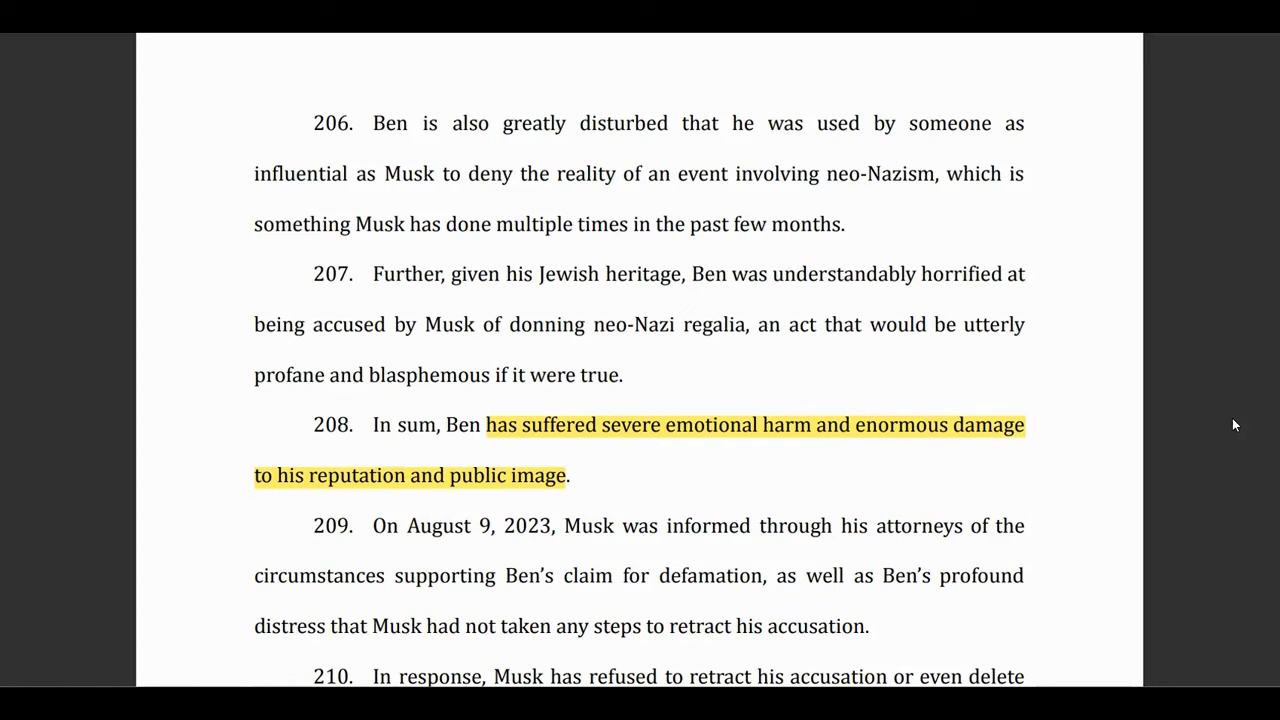 206. Ben is also greatly disturbed that he was used by someone as
influential as Musk to deny the reality of an event involving neo-Nazism, which is
something Musk has done multiple times in the past few months.
207. Further, given his Jewish heritage, Ben was understandably horrified at
being accused by Musk of donning neo-Nazi regalia, an act that would be utterly
profane and blasphemous if it were true.
208. In sum, Ben has suffered severe emotional harm and enormous damage
to his reputation and public image.
209. On August 9, 2023, Musk was informed through his attorneys of the
circumstances supporting Ben’s claim for defamation, as well as Ben’s profound
distress that Musk had not taken any steps to retract his accusation.
210. In response, Musk has refused to retract his accusation or even delete